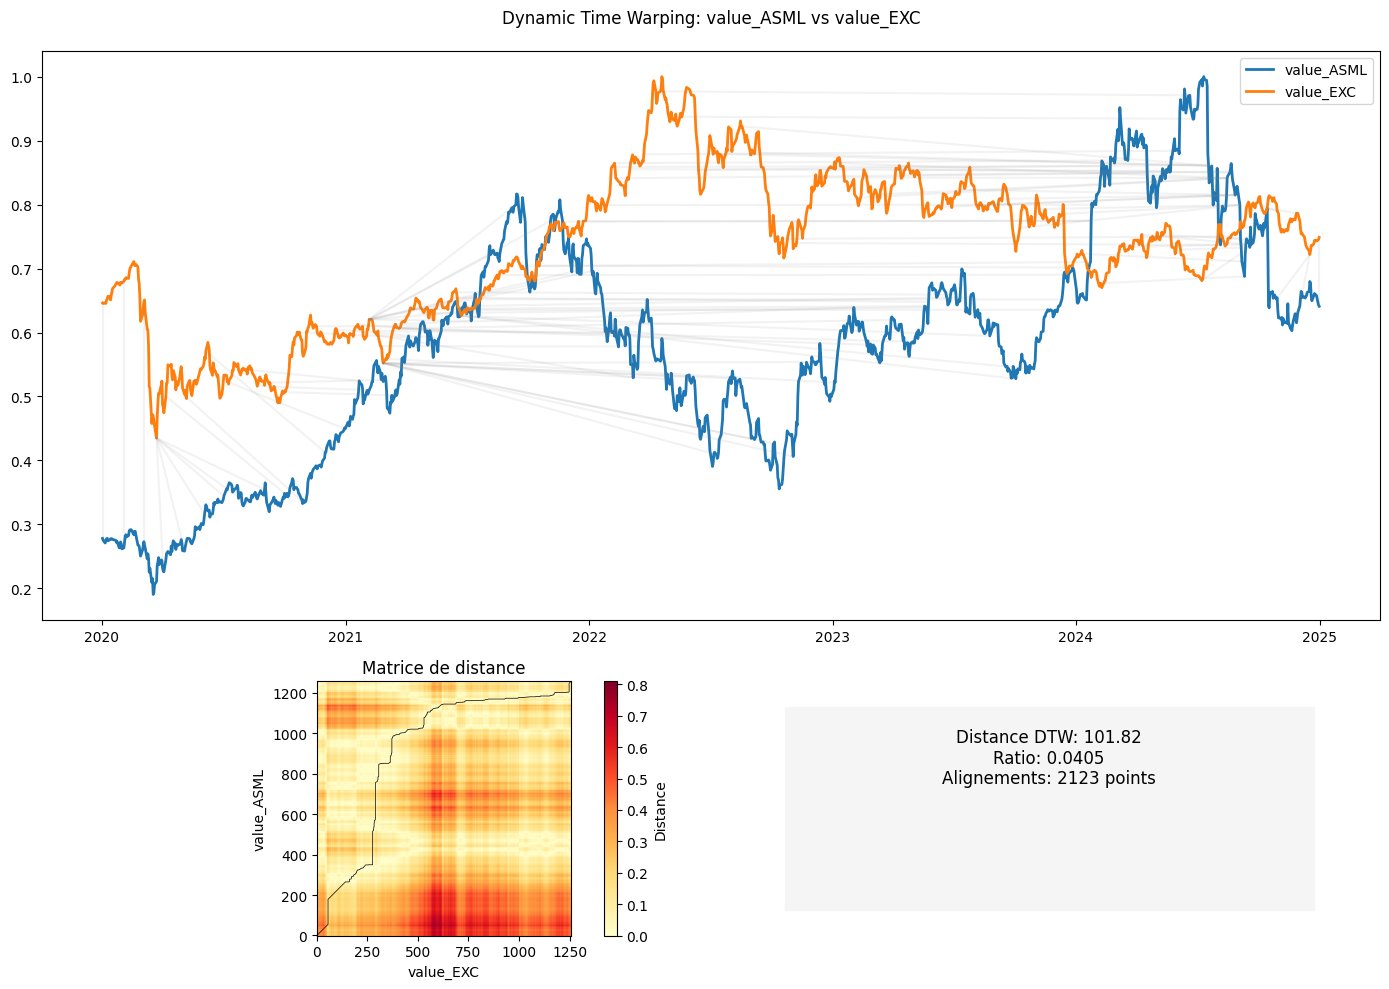 Dynamic Time Warping: value_ASML vs value_EXC
value_ASML
value_EXC
1.0
0.9
0.8
0.7
0.6
0.5
0.4
0.3
0.2
2020 2021 2022 2023 2024 2025
Matrice de distance
value_ASML
1200
1000
800
600
400
200
0
0 250 500 750 1000 1250
value_EXC
0.8
0.7
0.6
0.5
0.4
0.3
0.2
0.1
0.0
Distance
Distance DTW: 101.82
Ratio: 0.0405
Alignements: 2123 points